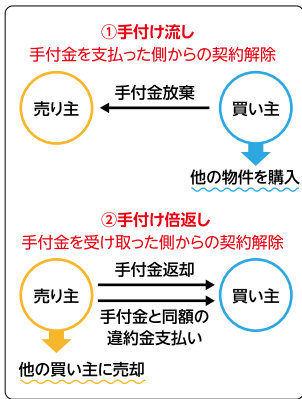 ①手付け流し
手付金を支払った側からの契約解除
売り主
手付金放棄
買い主
他の物件を購入
②手付け倍返し
手付金を受け取った側からの契約解除
売り主
手付金返却
手付金と同額の
違約金支払い
買い主
他の買い主に売却